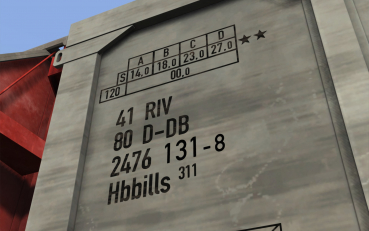 A B C D
S 14,0 18,0 23,0 27,0 ★★
120 00,0
41 RIV
80 D-DB
2476 131-8
Hbbills 311